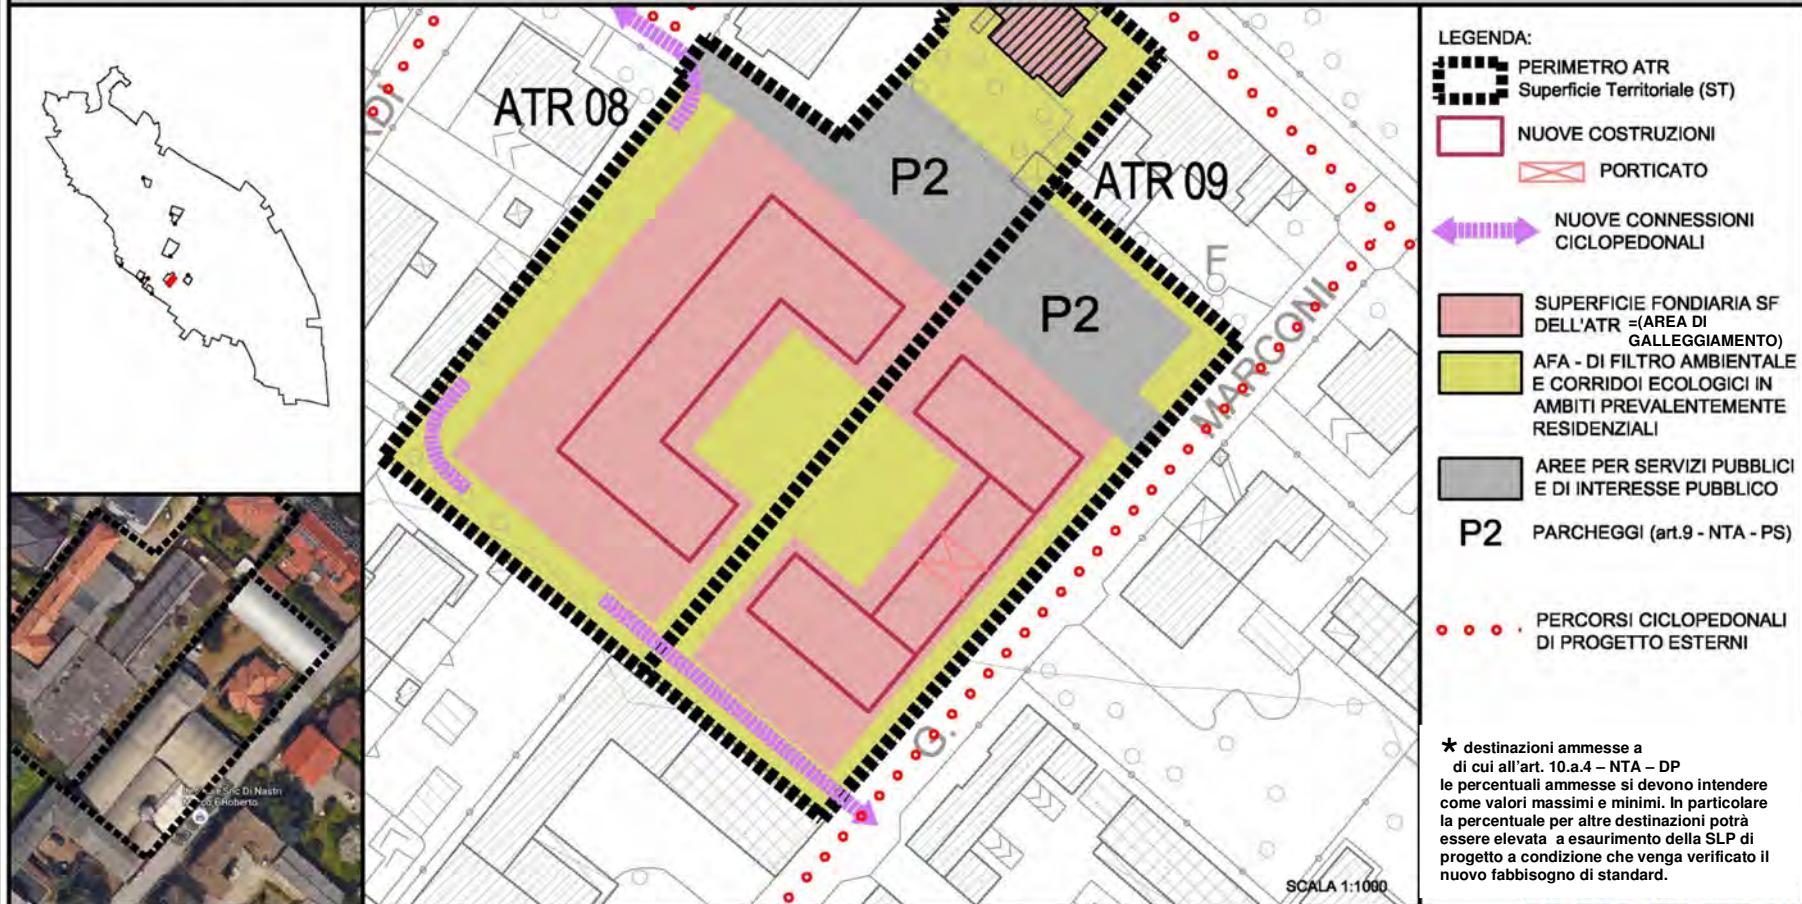 ATR 08
P2
ATR 09
P2
F
MARCONI
G.
SCALA 1:1000
LEGENDA:
PERIMETRO ATR
Superficie Territoriale (ST)
NUOVE COSTRUZIONI
PORTICATO
NUOVE CONNESSIONI
CICLOPEDONALI
SUPERFICIE FONDIARIA SF
DELL'ATR =(AREA DI
GALLEGGIAMENTO)
AFA - DI FILTRO AMBIENTALE
E CORRIDOI ECOLOGICI IN
AMBITI PREVALENTEMENTE
RESIDENZIALI
AREE PER SERVIZI PUBBLICI
E DI INTERESSE PUBBLICO
P2 PARCHEGGI (art.9 - NTA - PS)
PERCORSI CICLOPEDONALI
DI PROGETTO ESTERNI
* destinazioni ammesse a
di cui all'art. 10.a.4 – NTA – DP
le percentuali ammesse si devono intendere
come valori massimi e minimi. In particolare
la percentuale per altre destinazioni potrà
essere elevata a esaurimento della SLP di
progetto a condizione che venga verificato il
nuovo fabbisogno di standard.
Snc Di Nastri
Roberto